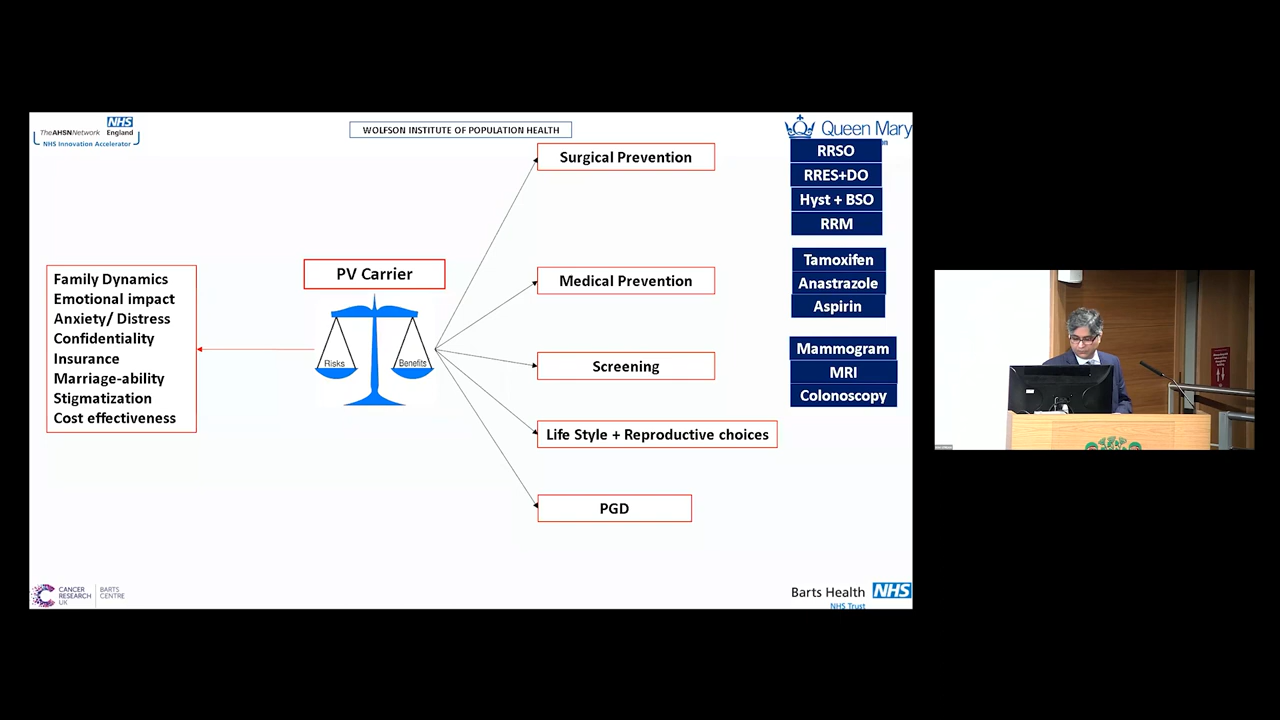 TheAHSNNetwork
NHS
England
NHS Innovation Accelerator
WOLFSON INSTITUTE OF POPULATION HEALTH
Queen Mary
Surgical Prevention
RRSO
RRES+DO
Hyst + BSO
RRM
PV Carrier
Risks
Benefits
Family Dynamics
Emotional impact
Anxiety/ Distress
Confidentiality
Insurance
Marriage-ability
Stigmatization
Cost effectiveness
Medical Prevention
Tamoxifen
Anastrazole
Aspirin
Screening
Mammogram
MRI
Colonoscopy
Life Style + Reproductive choices
PGD
CANCER
RESEARCH
UK
BARTS
CENTRE
Barts Health
NHS
NHS Trust